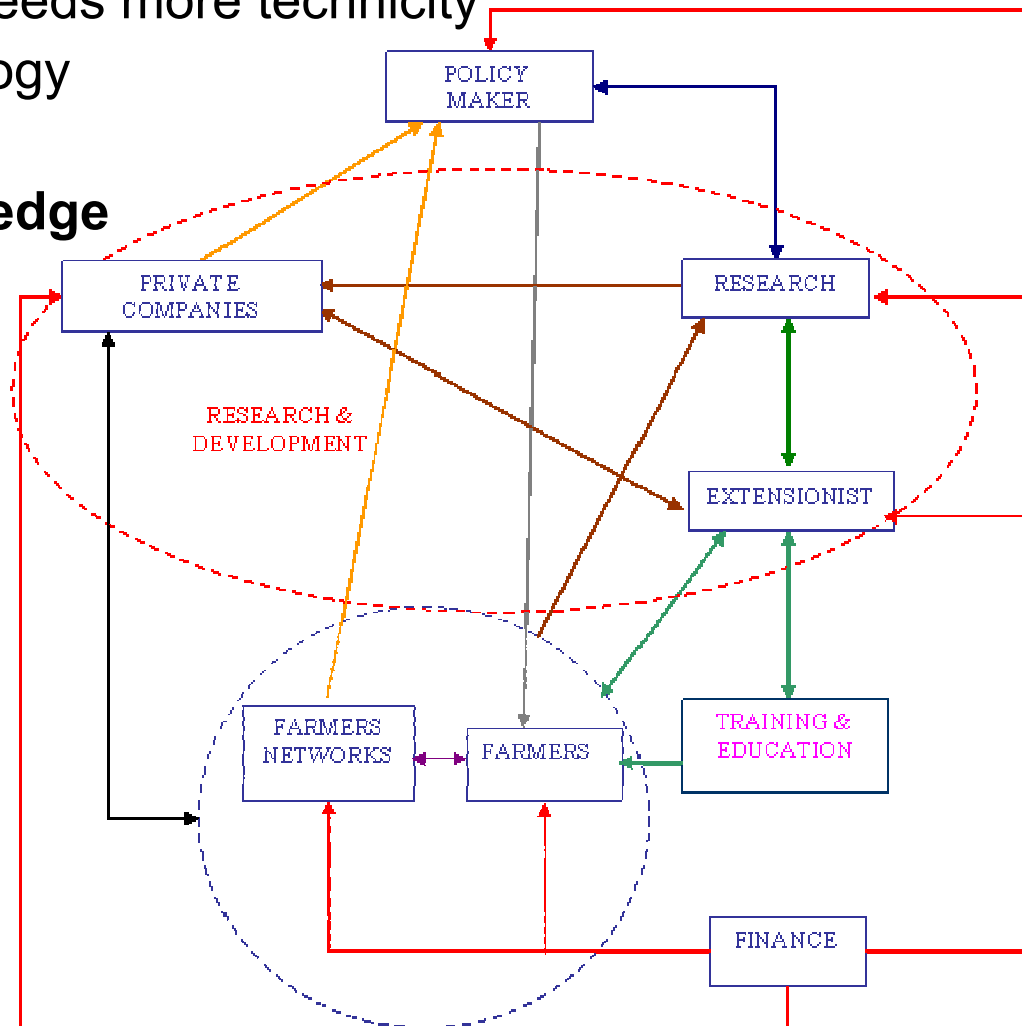 eeds more technicity
ogy
edge
POLICY
MAKER
PRIVATE
COMPANIES
RESEARCH
RESEARCH &
DEVELOPMENT
EXTENSIONIST
FARMERS
NETWORKS
FARMERS
TRAINING &
EDUCATION
FINANCE